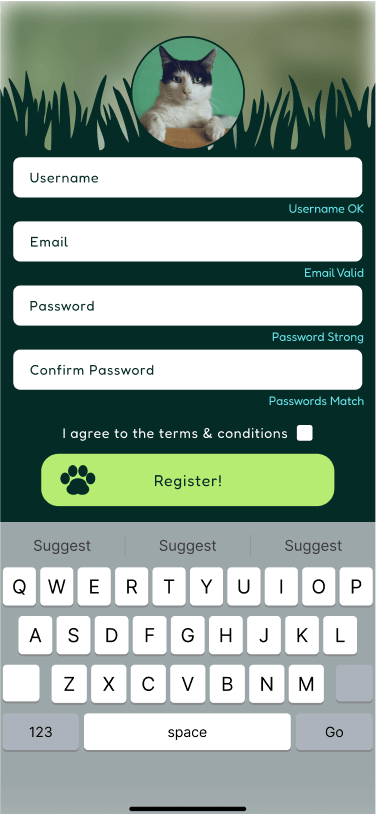 Username
Username OK
Email
Email Valid
Password
Password Strong
Confirm Password
Passwords Match
I agree to the terms & conditions
Register!
Suggest Suggest Suggest
Q W E R T Y U I O P
A S D F G H J K L
Z X C V B N M
123 space Go